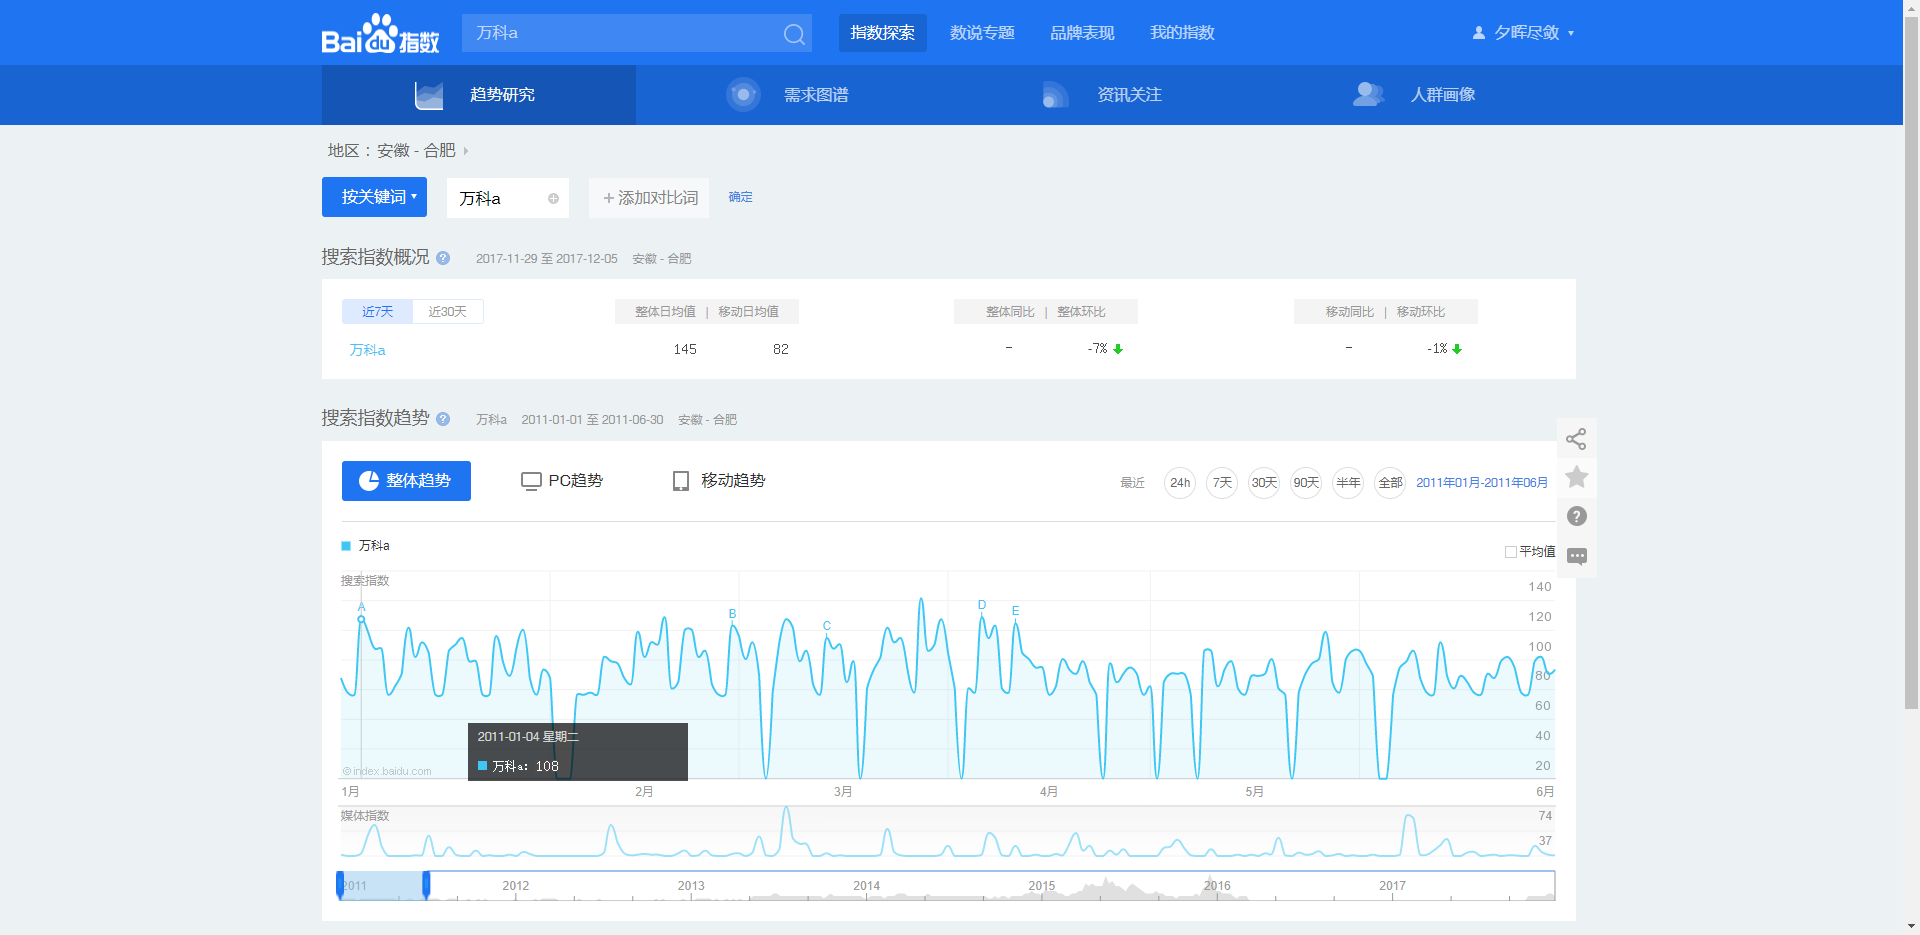 Baidu指数 万科a 指数探索 数说专题 品牌表现 我的指数 夕晖尽敛
趋势研究 需求图谱 资讯关注 人群画像
地区： 安徽 - 合肥
按关键词 万科a + 添加对比词 确定
搜索指数概况 ? 2017-11-29 至 2017-12-05 安徽 - 合肥
近7天 近30天 整体日均值 | 移动日均值 整体同比 | 整体环比 移动同比 | 移动环比
万科a 145 82 - -7% - -1%
搜索指数趋势 ? 万科a 2011-01-01 至 2011-06-30 安徽 - 合肥
整体趋势 PC趋势 移动趋势 最近 24h 7天 30天 90天 半年 全部 2011年01月-2011年06月
?
万科a
平均值
搜索指数 140
A B C D E
120
100
80
60
40
20
2011-01-04 星期二
万科a: 108
© index.baidu.com
1月 2月 3月 4月 5月 6月
媒体指数 74
37
2011 2012 2013 2014 2015 2016 2017